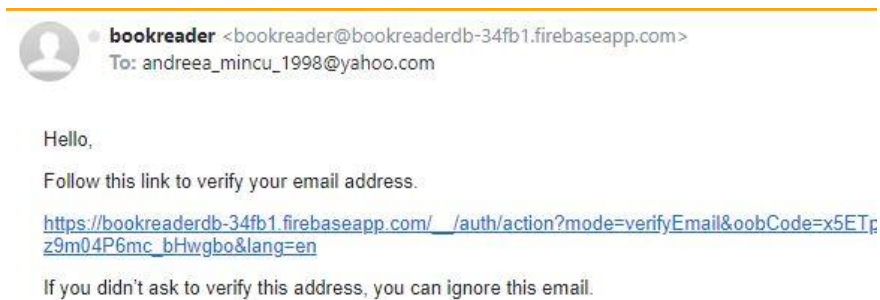 bookreader <bookreader@bookreaderdb-34fb1.firebaseapp.com>
To: andreea_mincu_1998@yahoo.com
Hello,
Follow this link to verify your email address.
https://bookreaderdb-34fb1.firebaseapp.com/__/auth/action?mode=verifyEmail&oobCode=x5ETp
z9m04P6mc_bHwgbo&lang=en
If you didn't ask to verify this address, you can ignore this email.